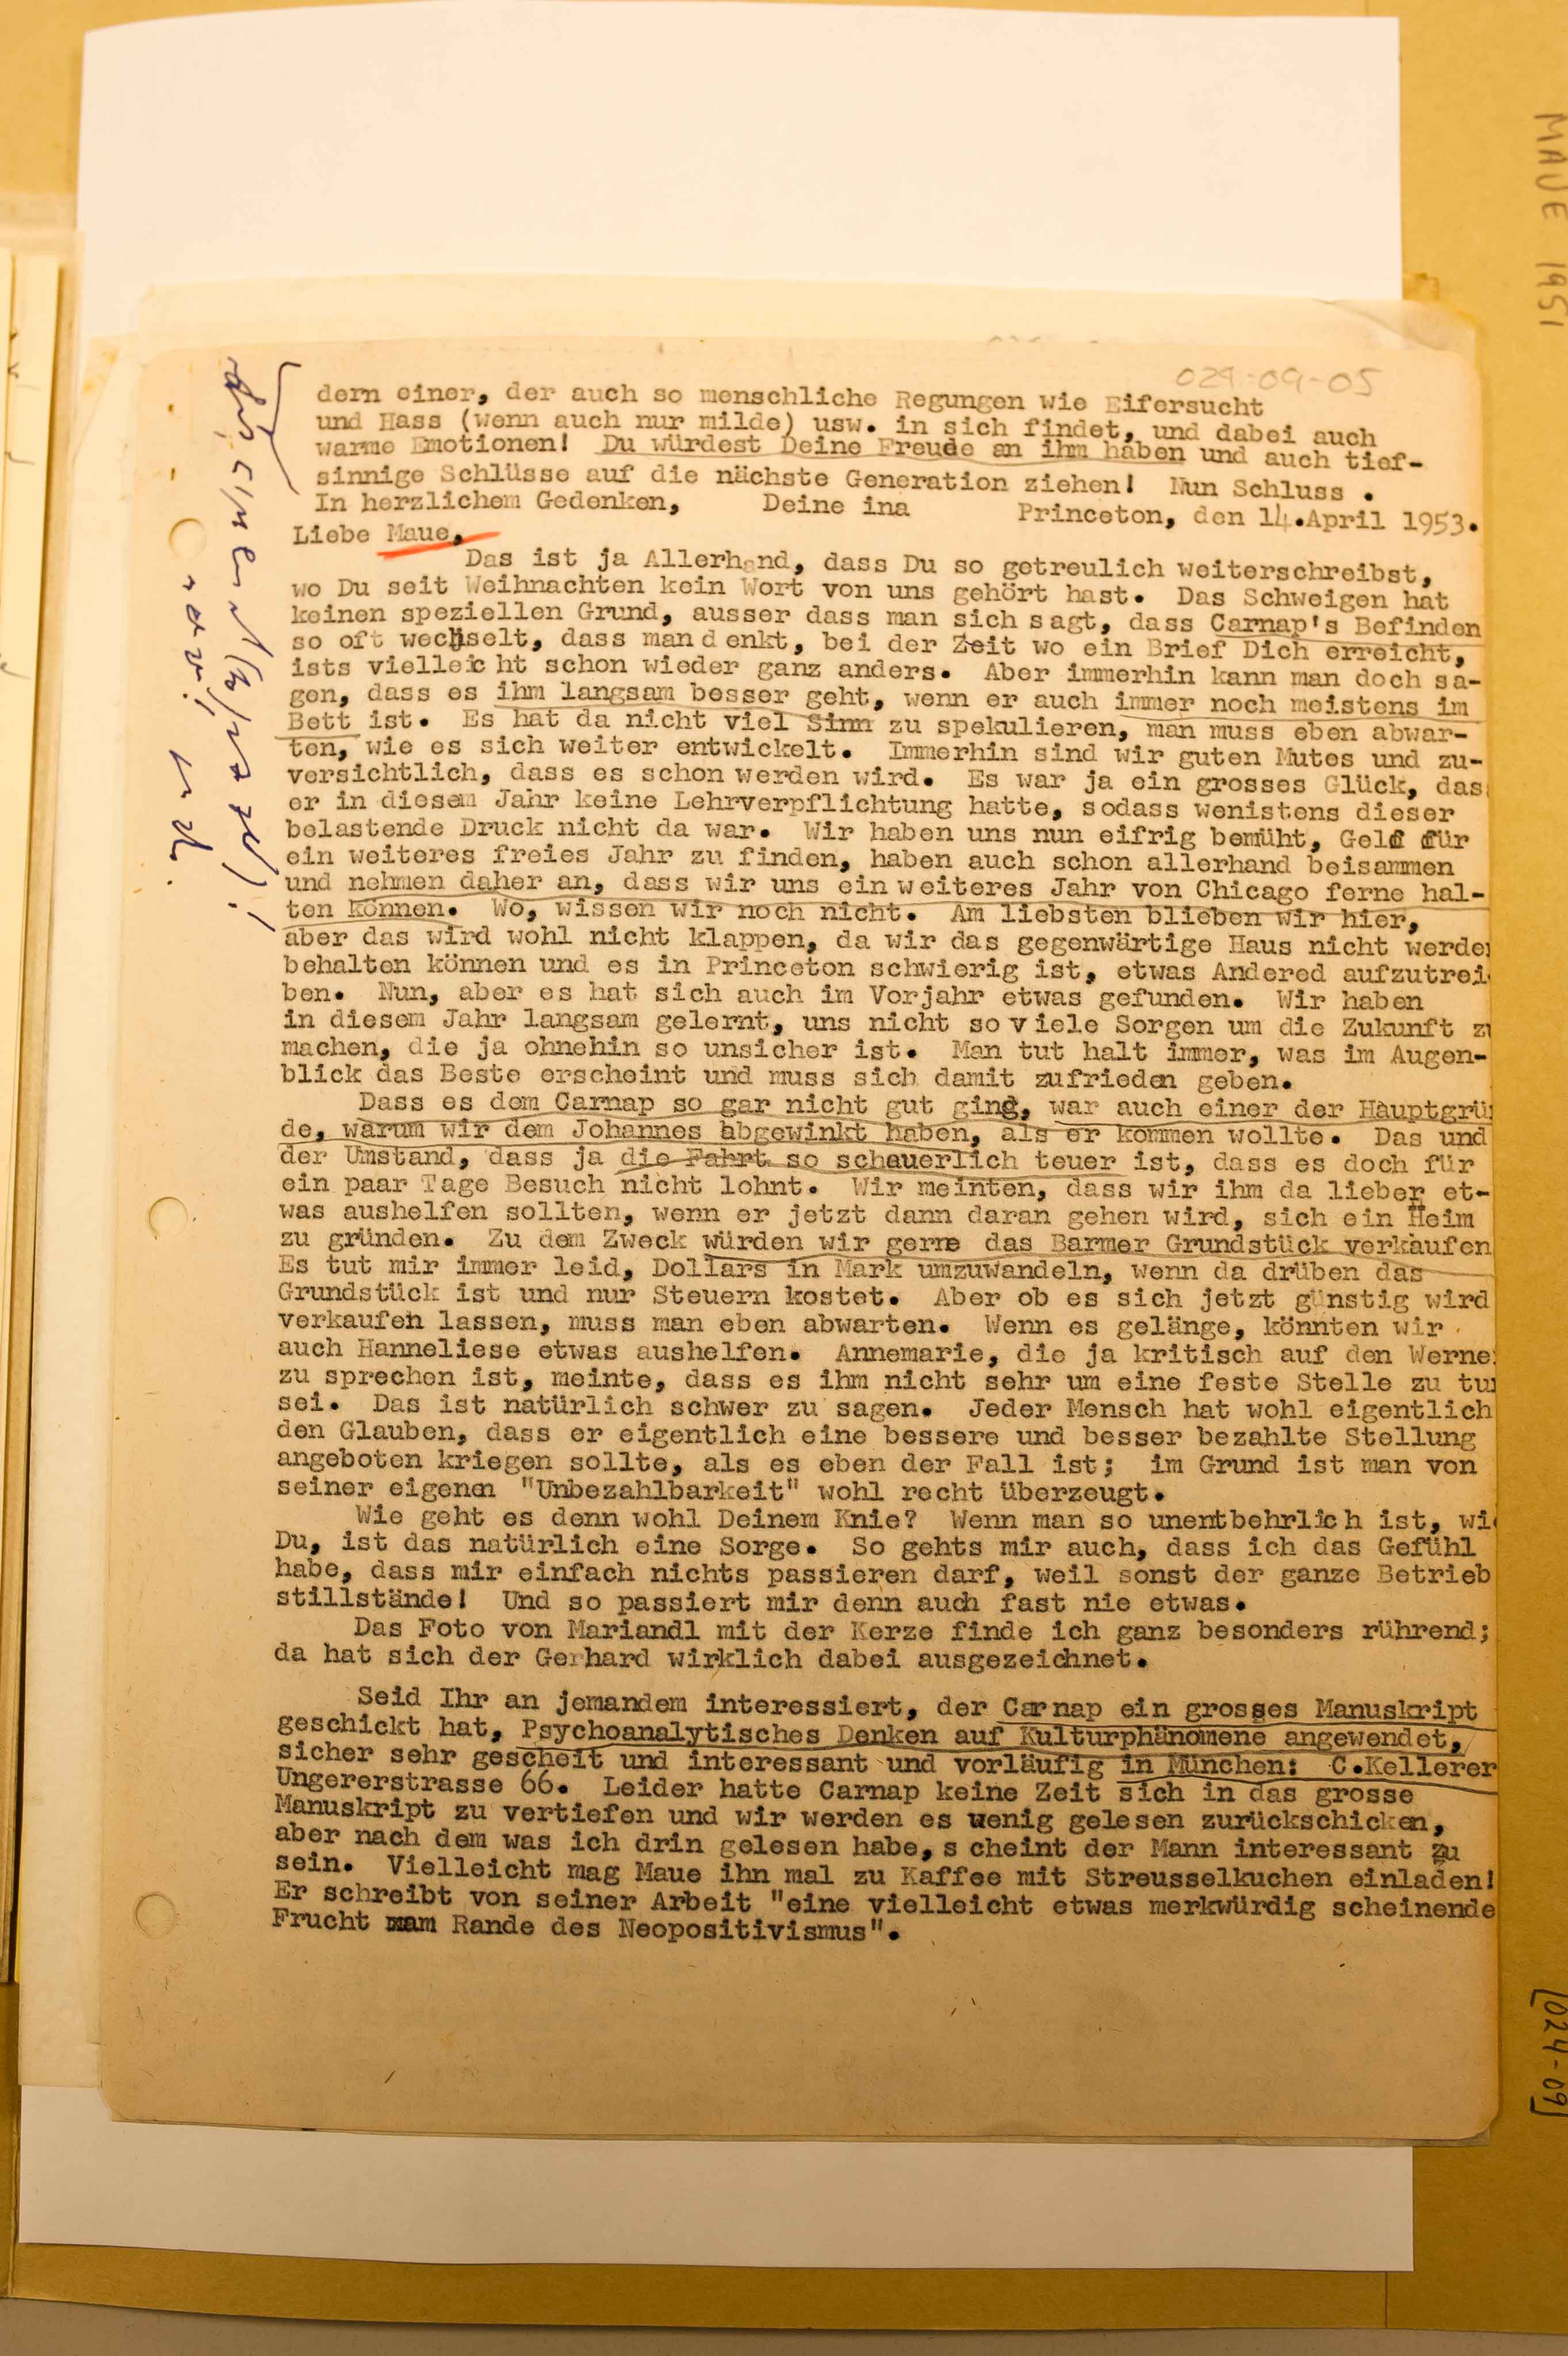 MAUE 1951
029-09-05
dern einer, der auch so menschliche Regungen wie Eifersucht
und Hass (wenn auch nur milde) usw. in sich findet, und dabei auch
warme Emotionen! Du würdest Deine Freude an ihm haben und auch tief-
sinnige Schlüsse auf die nächste Generation ziehen! Nun Schluss .
In herzlichem Gedenken, Deine ina Princeton, den 14.April 1953.
Liebe Maue,
Das ist ja Allerhand, dass Du so getreulich weiterschreibst,
wo Du seit Weihnachten kein Wort von uns gehört hast. Das Schweigen hat
keinen speziellen Grund, ausser dass man sich sagt, dass Carnap's Befinden
so oft wechselt, dass man denkt, bei der Zeit wo ein Brief Dich erreicht,
ists vielleicht schon wieder ganz anders. Aber immerhin kann man doch sa-
gen, dass es ihm langsam besser geht, wenn er auch immer noch meistens im
Bett ist. Es hat da nicht viel Sinn zu spekulieren, man muss eben abwar-
ten, wie es sich weiter entwickelt. Immerhin sind wir guten Mutes und zu-
versichtlich, dass es schon werden wird. Es war ja ein grosses Glück, das
er in diesem Jahr keine Lehrverpflichtung hatte, sodass wenistens dieser
belastende Druck nicht da war. Wir haben uns nun eifrig bemüht, Geld für
ein weiteres freies Jahr zu finden, haben auch schon allerhand beisammen
und nehmen daher an, dass wir uns ein weiteres Jahr von Chicago ferne hal-
ten können. Wo, wissen wir noch nicht. Am liebsten blieben wir hier,
aber das wird wohl nicht klappen, da wir das gegenwärtige Haus nicht werde
behalten können und es in Princeton schwierig ist, etwas Andered aufzutrei
ben. Nun, aber es hat sich auch im Vorjahr etwas gefunden. Wir haben
in diesem Jahr langsam gelernt, uns nicht so viele Sorgen um die Zukunft zu
machen, die ja ohnehin so unsicher ist. Man tut halt immer, was im Augen-
blick das Beste erscheint und muss sich damit zufrieden geben.
Dass es dem Carnap so gar nicht gut ging, war auch einer der Hauptgrü
de, warum wir dem Johannes abgewinkt haben, als er kommen wollte. Das und
der Umstand, dass ja die Fahrt so schauerlich teuer ist, dass es doch für
ein paar Tage Besuch nicht lohnt. Wir meinten, dass wir ihm da lieber et-
was aushelfen sollten, wenn er jetzt dann daran gehen wird, sich ein Heim
zu gründen. Zu dem Zweck würden wir gerne das Barmer Grundstück verkaufen
Es tut mir immer leid, Dollars in Mark umzuwandeln, wenn da drüben das
Grundstück ist und nur Steuern kostet. Aber ob es sich jetzt günstig wird
verkaufen lassen, muss man eben abwarten. Wenn es gelänge, könnten wir
auch Hanneliese etwas aushelfen. Annemarie, die ja kritisch auf den Werne
zu sprechen ist, meinte, dass es ihm nicht sehr um eine feste Stelle zu tu
sei. Das ist natürlich schwer zu sagen. Jeder Mensch hat wohl eigentlich
den Glauben, dass er eigentlich eine bessere und besser bezahlte Stellung
angeboten kriegen sollte, als es eben der Fall ist; im Grund ist man von
seiner eigenen "Unbezahlbarkeit" wohl recht überzeugt.
Wie geht es denn wohl Deinem Knie? Wenn man so unentbehrlich ist, wi
Du, ist das natürlich eine Sorge. So gehts mir auch, dass ich das Gefühl
habe, dass mir einfach nichts passieren darf, weil sonst der ganze Betrieb
stillstände! Und so passiert mir denn auch fast nie etwas.
Das Foto von Mariandl mit der Kerze finde ich ganz besonders rührend;
da hat sich der Gerhard wirklich dabei ausgezeichnet.
Seid Ihr an jemandem interessiert, der Carnap ein grosses Manuskript
geschickt hat, Psychoanalytisches Denken auf Kulturphänomene angewendet,
sicher sehr gescheit und interessant und vorläufig in München: C.Kellerer
Ungererstrasse 66. Leider hatte Carnap keine Zeit sich in das grosse
Manuskript zu vertiefen und wir werden es wenig gelesen zurückschicken,
aber nach dem was ich drin gelesen habe, s cheint der Mann interessant zu
sein. Vielleicht mag Maue ihn mal zu Kaffee mit Streusselkuchen einladen!
Er schreibt von seiner Arbeit "eine vielleicht etwas merkwürdig scheinende
Frucht am Rande des Neopositivismus".
[024-09]